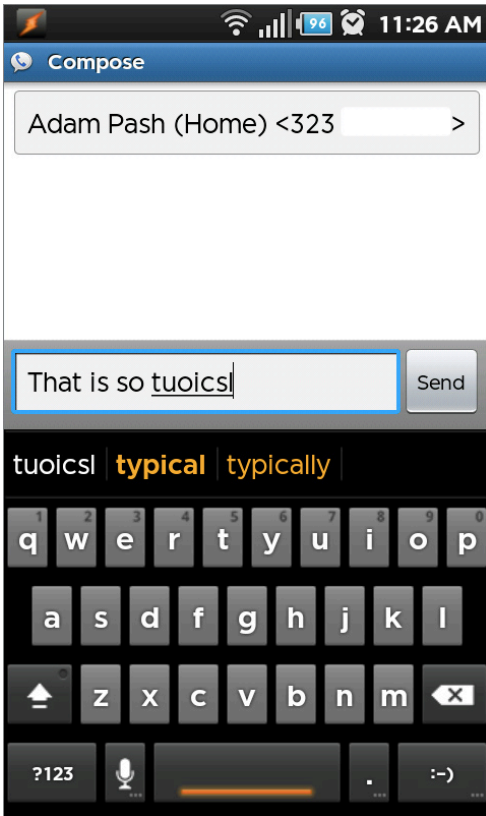 96 11:26 AM
Compose
Adam Pash (Home) <323 >
That is so tuoicsl
Send
tuoicsl typical typically
1 2 3 4 5 6 7 8 9 0
q w e r t y u i o p
a s d f g h j k l
z x c v b n m
?123 ... . ... :-) ...